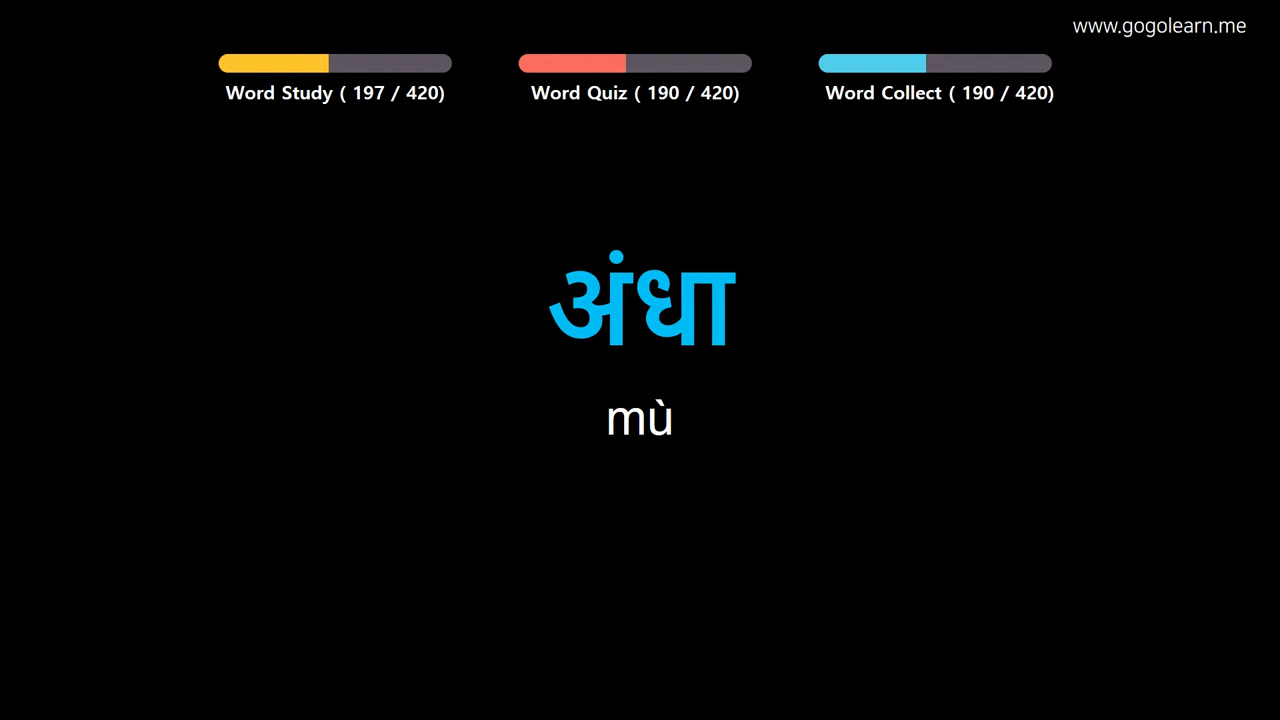 www.gogolearn.me
Word Study ( 197 / 420)
Word Quiz ( 190 / 420)
Word Collect ( 190 / 420)
अंधा
mù